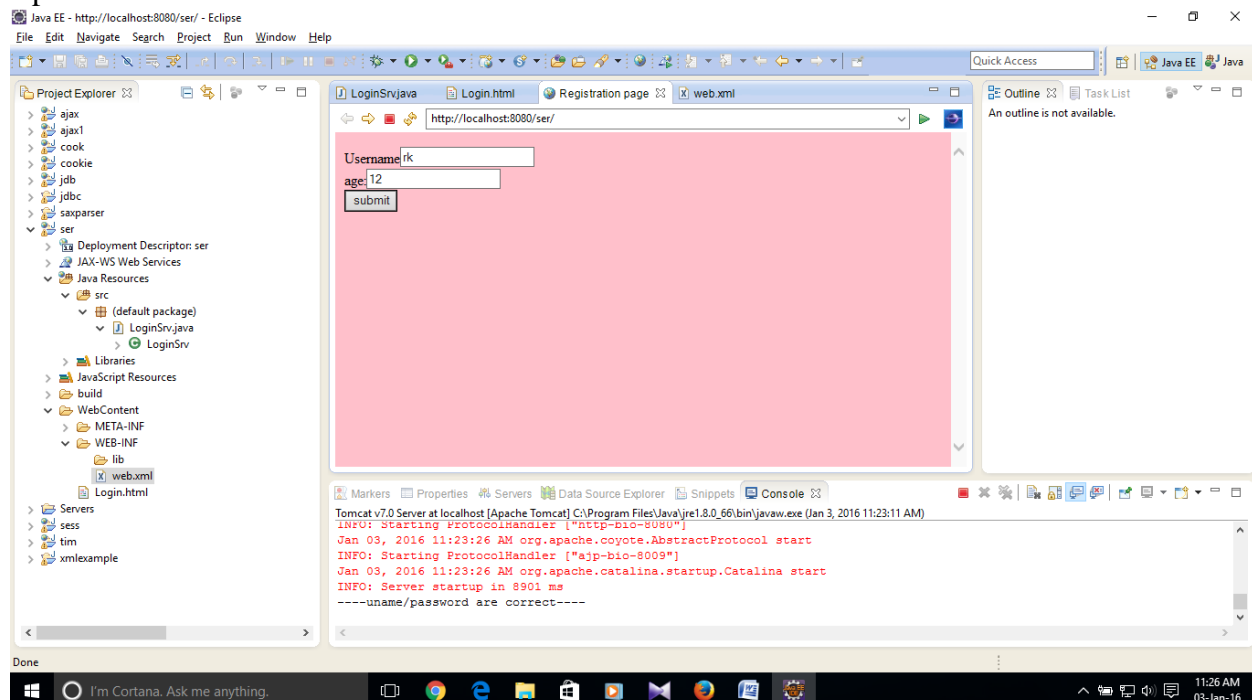 Java EE - http://localhost:8080/ser/ - Eclipse
File Edit Navigate Search Project Run Window Help
Quick Access Java EE Java
Project Explorer
ajax
ajax1
cook
cookie
jdb
jdbc
saxparser
ser
Deployment Descriptor: ser
JAX-WS Web Services
Java Resources
src
(default package)
LoginSrv.java
LoginSrv
Libraries
JavaScript Resources
build
WebContent
META-INF
WEB-INF
lib
web.xml
Login.html
Servers
sess
tim
xmlexample
LoginSrv.java Login.html Registration page web.xml
http://localhost:8080/ser/
Username rk
age: 12
submit
Outline Task List
An outline is not available.
Markers Properties Servers Data Source Explorer Snippets Console
Tomcat v7.0 Server at localhost [Apache Tomcat] C:\Program Files\Java\jre1.8.0_66\bin\javaw.exe (Jan 3, 2016 11:23:11 AM)
INFO: Starting ProtocolHandler ["http-bio-8080"]
Jan 03, 2016 11:23:26 AM org.apache.coyote.AbstractProtocol start
INFO: Starting ProtocolHandler ["ajp-bio-8009"]
Jan 03, 2016 11:23:26 AM org.apache.catalina.startup.Catalina start
INFO: Server startup in 8901 ms
----uname/password are correct----
Done
I'm Cortana. Ask me anything.
11:26 AM
03-Jan-16